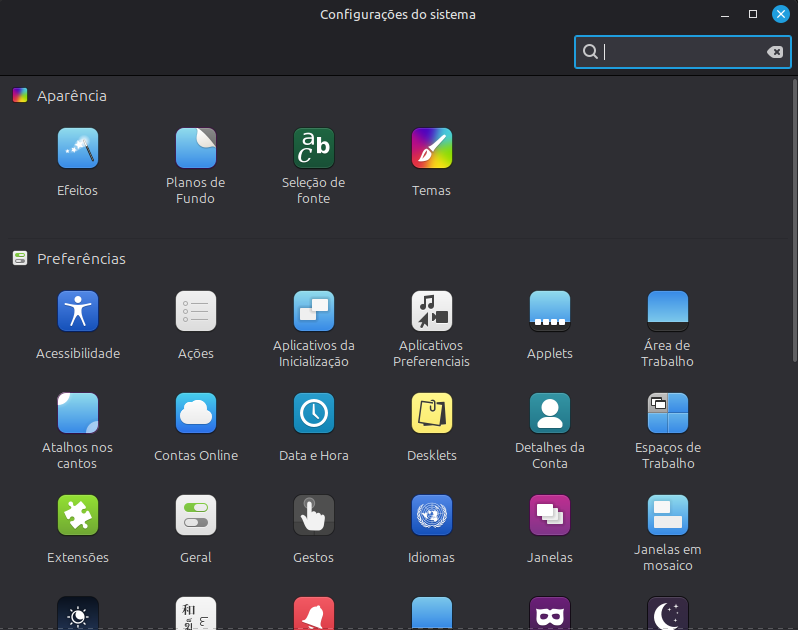 Configurações do sistema
Aparência
Efeitos
Planos de
Fundo
Seleção de
fonte
Temas
Preferências
Acessibilidade
Ações
Aplicativos da
Inicialização
Aplicativos
Preferenciais
Applets
Área de
Trabalho
Atalhos nos
cantos
Contas Online
Data e Hora
Desklets
Detalhes da
Conta
Espaços de
Trabalho
Extensões
Geral
Gestos
Idiomas
Janelas
Janelas em
mosaico